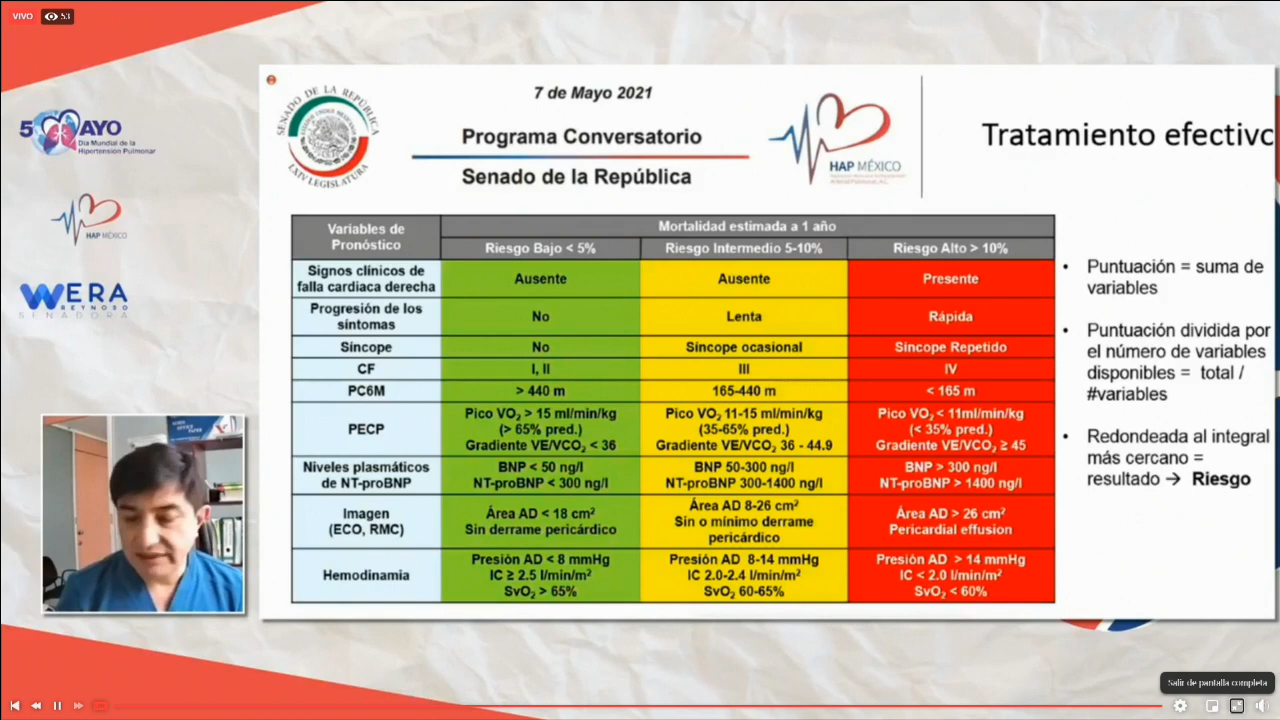 VIVO
53
5 MAYO
Día Mundial de la
Hipertensión Pulmonar
HAP MÉXICO
WERA
REYNOSO
SENADORA
SENADO DE LA REPÚBLICA
LXIV LEGISLATURA
7 de Mayo 2021
Programa Conversatorio
Senado de la República
HAP MÉXICO
Tratamiento efectivo
Variables de
Pronóstico
Mortalidad estimada a 1 año
Riesgo Bajo < 5%
Riesgo Intermedio 5-10%
Riesgo Alto > 10%
Signos clínicos de
falla cardiaca derecha
Ausente
Ausente
Presente
Progresión de los
síntomas
No
Lenta
Rápida
Síncope
No
Síncope ocasional
Síncope Repetido
CF
I, II
III
IV
PC6M
> 440 m
165-440 m
< 165 m
PECP
Pico VO₂ > 15 ml/min/kg
(> 65% pred.)
Gradiente VE/VCO₂ < 36
Pico VO₂ 11-15 ml/min/kg
(35-65% pred.)
Gradiente VE/VCO₂ 36 - 44.9
Pico VO₂ < 11ml/min/kg
(< 35% pred.)
Gradiente VE/VCO₂ ≥ 45
Niveles plasmáticos
de NT-proBNP
BNP < 50 ng/l
NT-proBNP < 300 ng/l
BNP 50-300 ng/l
NT-proBNP 300-1400 ng/l
BNP > 300 ng/l
NT-proBNP > 1400 ng/l
Imagen
(ECO, RMC)
Área AD < 18 cm²
Sin derrame pericárdico
Área AD 8-26 cm²
Sin o mínimo derrame
pericárdico
Área AD > 26 cm²
Pericardial effusion
Hemodinamia
Presión AD < 8 mmHg
IC ≥ 2.5 l/min/m²
SvO₂ > 65%
Presión AD 8-14 mmHg
IC 2.0-2.4 l/min/m²
SvO₂ 60-65%
Presión AD > 14 mmHg
IC < 2.0 l/min/m²
SvO₂ < 60%
• Puntuación = suma de
variables
• Puntuación dividida por
el número de variables
disponibles = total /
#variables
• Redondeada al integral
más cercano =
resultado → Riesgo
Salir de pantalla completa